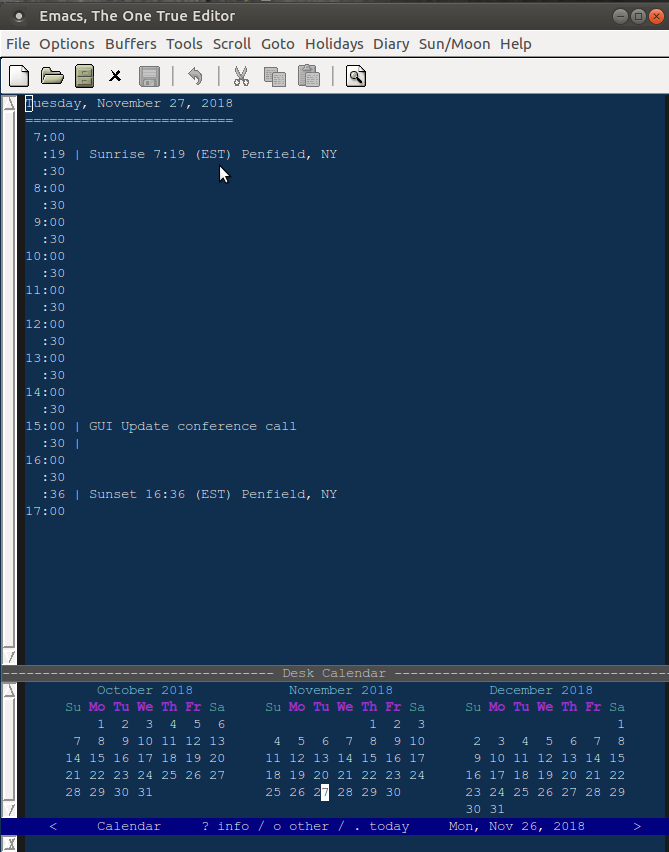 Emacs, The One True Editor
File Options Buffers Tools Scroll Goto Holidays Diary Sun/Moon Help
Tuesday, November 27, 2018
==========================
7:00
:19 | Sunrise 7:19 (EST) Penfield, NY
:30
8:00
:30
9:00
:30
10:00
:30
11:00
:30
12:00
:30
13:00
:30
14:00
:30
15:00 | GUI Update conference call
:30 |
16:00
:30
:36 | Sunset 16:36 (EST) Penfield, NY
17:00
Desk Calendar
October 2018 November 2018 December 2018
Su Mo Tu We Th Fr Sa Su Mo Tu We Th Fr Sa Su Mo Tu We Th Fr Sa
1 2 3 4 5 6 1 2 3 1
7 8 9 10 11 12 13 4 5 6 7 8 9 10 2 3 4 5 6 7 8
14 15 16 17 18 19 20 11 12 13 14 15 16 17 9 10 11 12 13 14 15
21 22 23 24 25 26 27 18 19 20 21 22 23 24 16 17 18 19 20 21 22
28 29 30 31 25 26 27 28 29 30 23 24 25 26 27 28 29
30 31
< Calendar ? info / o other / . today Mon, Nov 26, 2018 >